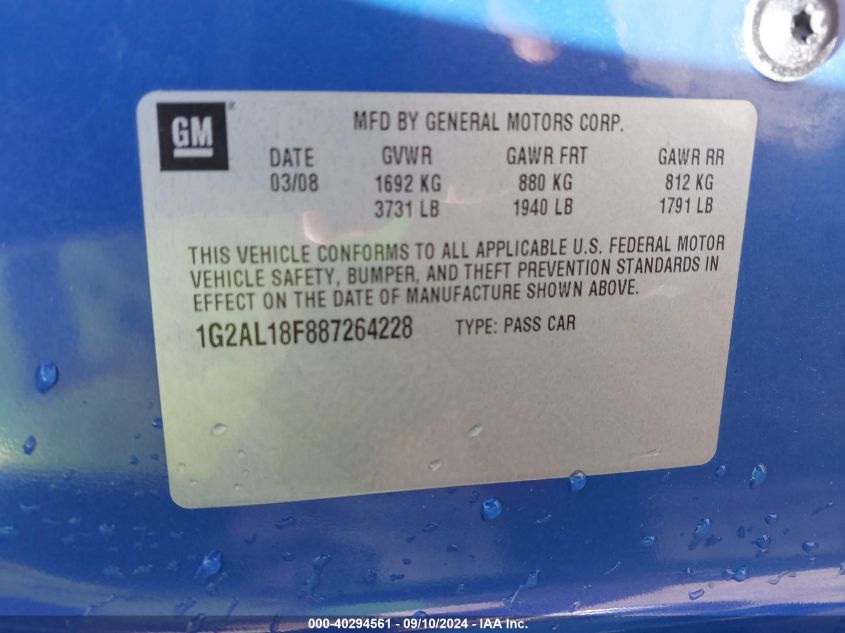 GM®
MFD BY GENERAL MOTORS CORP.
DATE GVWR GAWR FRT GAWR RR
03/08 1692 KG 880 KG 812 KG
3731 LB 1940 LB 1791 LB
THIS VEHICLE CONFORMS TO ALL APPLICABLE U.S. FEDERAL MOTOR
VEHICLE SAFETY, BUMPER, AND THEFT PREVENTION STANDARDS IN
EFFECT ON THE DATE OF MANUFACTURE SHOWN ABOVE.
1G2AL18F887264228 TYPE: PASS CAR
000-40294561 - 09/10/2024 - IAA Inc.